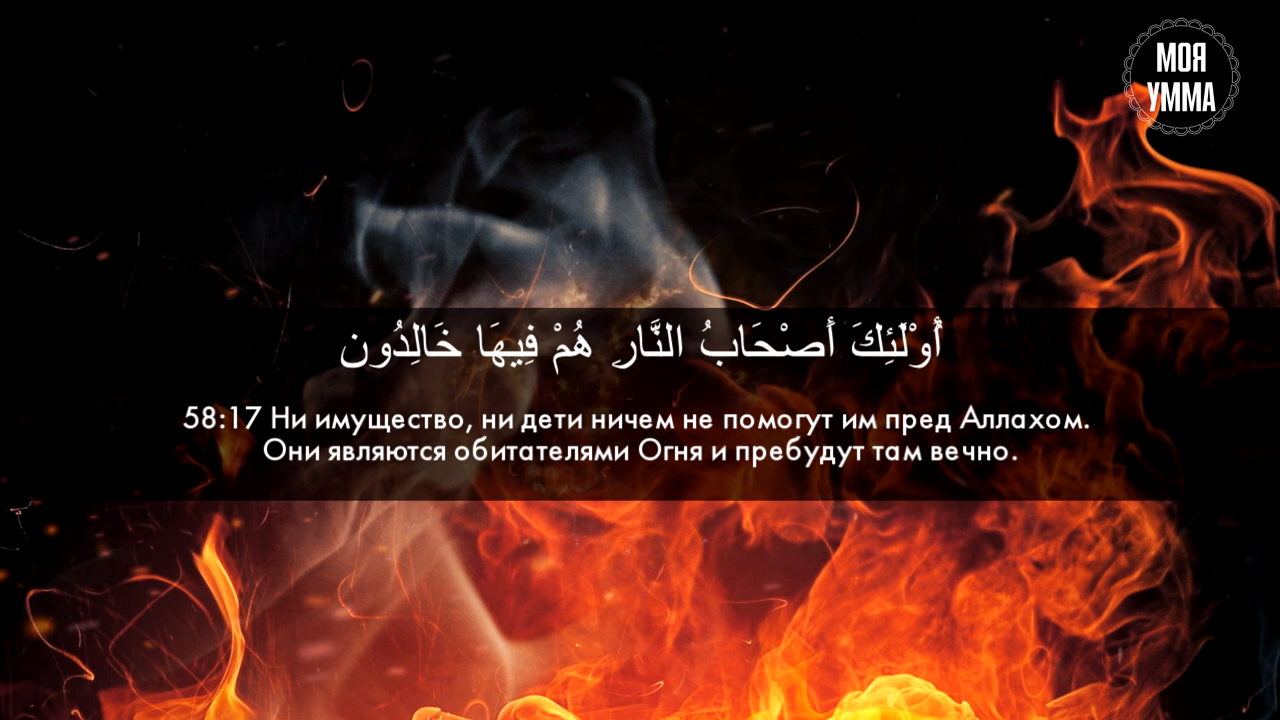 МОЯ
УММА
أُوْلَٰئِكَ أَصْحَابُ النَّارِ هُمْ فِيهَا خَالِدُون
58:17 Ни имущество, ни дети ничем не помогут им пред Аллахом.
Они являются обитателями Огня и пребудут там вечно.